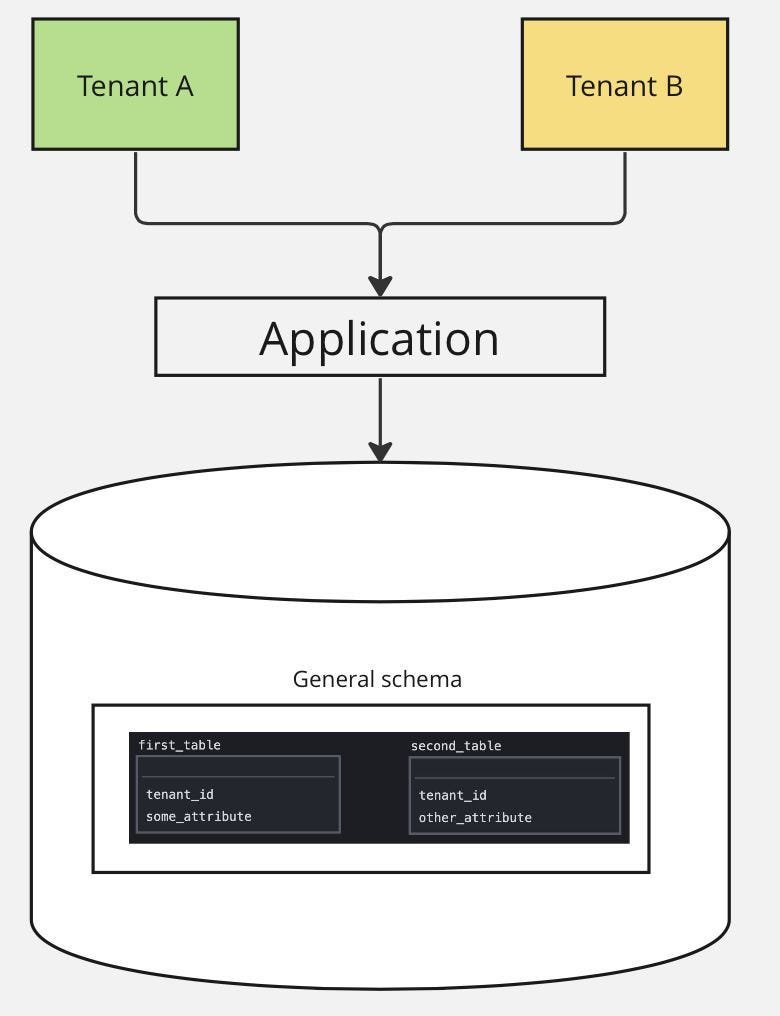 Tenant A
Tenant B
Application
General schema
first_table
tenant_id
some_attribute
second_table
tenant_id
other_attribute